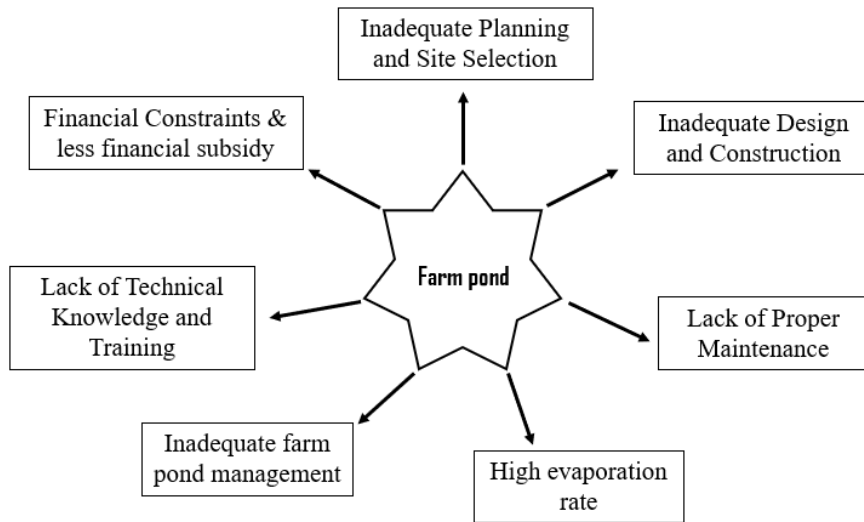 Inadequate Planning
and Site Selection
Financial Constraints &
less financial subsidy
Inadequate Design
and Construction
Farm pond
Lack of Technical
Knowledge and
Training
Lack of Proper
Maintenance
Inadequate farm
pond management
High evaporation
rate